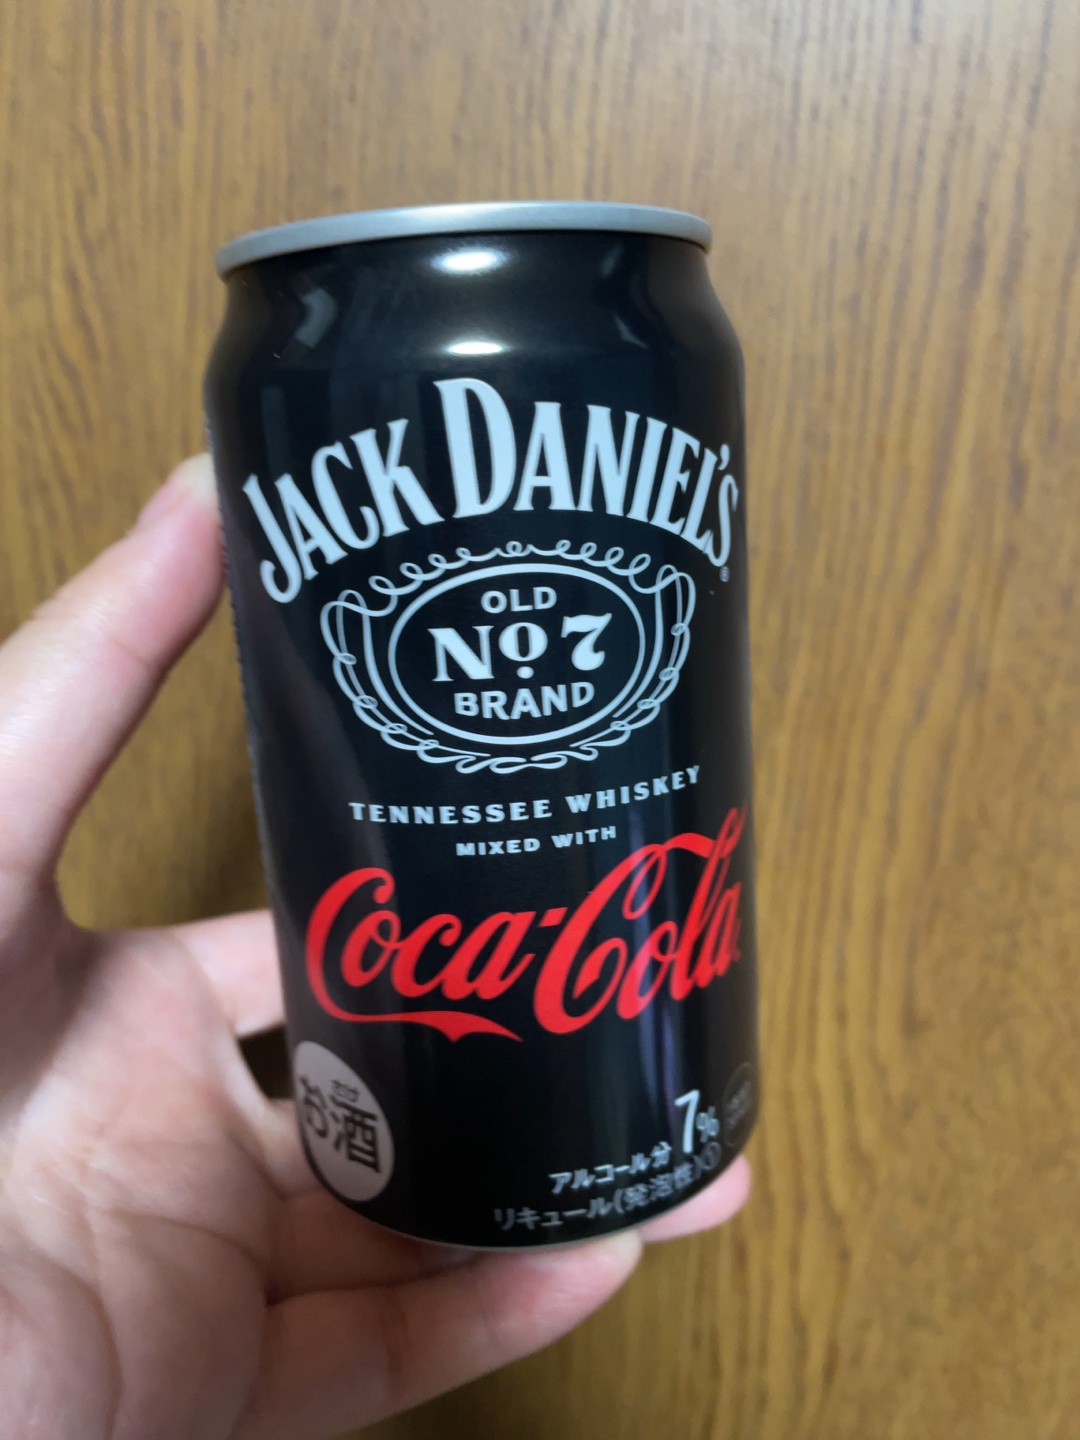 JACK DANIEL'S
OLD
No. 7
BRAND
TENNESSEE WHISKEY
MIXED WITH
Coca-Cola
お酒
アルコール分 7%
リキュール(発泡性)①